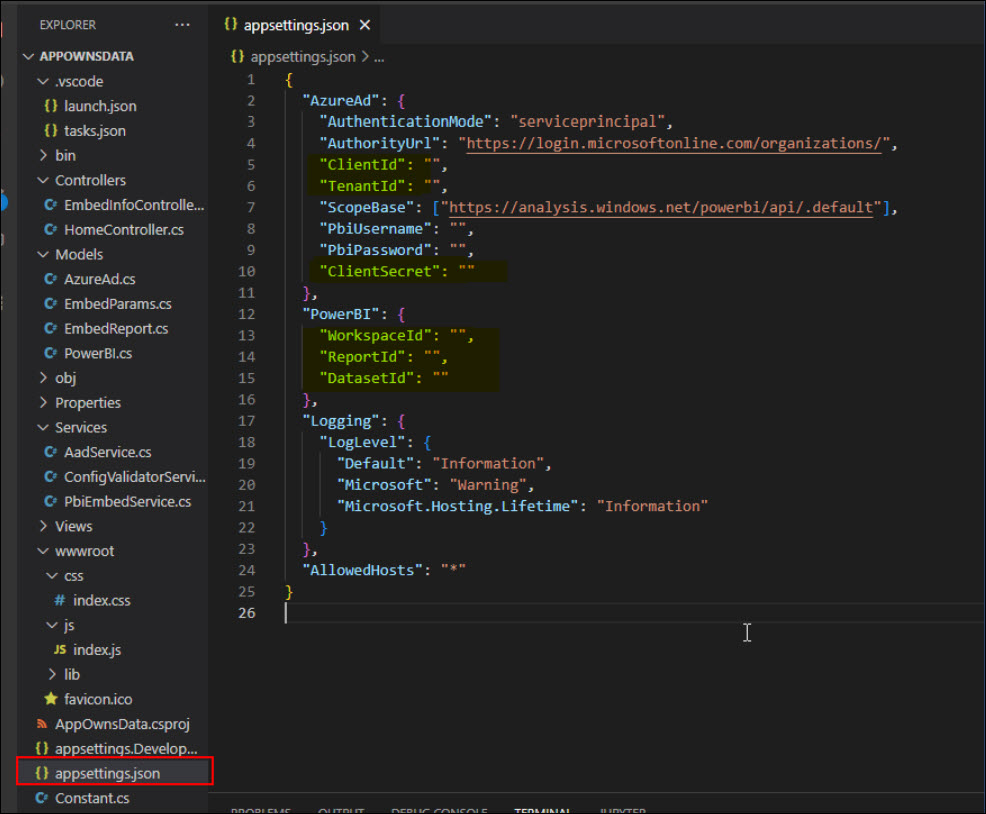 EXPLORER
APPOWNSDATA
.vscode
{} launch.json
{} tasks.json
bin
Controllers
C# EmbedInfoControlle...
C# HomeController.cs
Models
C# AzureAd.cs
C# EmbedParams.cs
C# EmbedReport.cs
C# PowerBI.cs
obj
Properties
Services
C# AadService.cs
C# ConfigValidatorServi...
C# PbiEmbedService.cs
Views
wwwroot
css
# index.css
js
JS index.js
lib
favicon.ico
AppOwnsData.csproj
{} appsettings.Develop...
{} appsettings.json
C# Constant.cs
{} appsettings.json ×
{} appsettings.json > ...
1 {
2 "AzureAd": {
3 "AuthenticationMode": "serviceprincipal",
4 "AuthorityUrl": "https://login.microsoftonline.com/organizations/",
5 "ClientId": "",
6 "TenantId": "",
7 "ScopeBase": ["https://analysis.windows.net/powerbi/api/.default"],
8 "PbiUsername": "",
9 "PbiPassword": "",
10 "ClientSecret": ""
11 },
12 "PowerBI": {
13 "WorkspaceId": "",
14 "ReportId": "",
15 "DatasetId": ""
16 },
17 "Logging": {
18 "LogLevel": {
19 "Default": "Information",
20 "Microsoft": "Warning",
21 "Microsoft.Hosting.Lifetime": "Information"
22 }
23 },
24 "AllowedHosts": "*"
25 }
26
PROBLEMS OUTPUT DEBUG CONSOLE TERMINAL JUPYTER